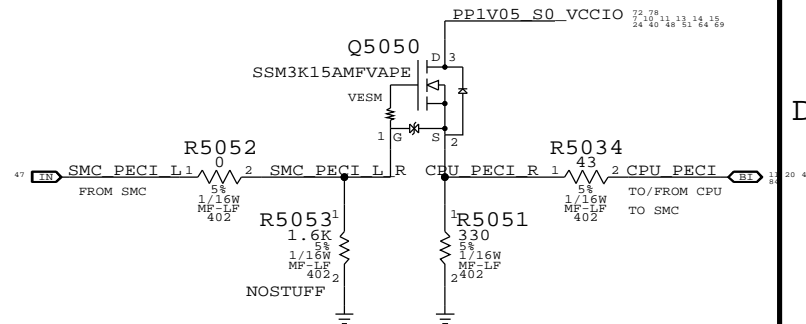 PP1V05_S0_VCCIO
72 78
7 10 11 13 14 15
24 40 48 51 64 69
D 3
Q5050
SSM3K15AMFVAPE
VESM
1 G S 2
D
R5052
0
R5034
43
47 IN SMC_PECI_L 1 2 SMC_PECI_L_R CPU_PECI_R 1 2 CPU_PECI BI
FROM SMC
5%
1/16W
MF-LF
402
5%
1/16W
MF-LF
402
TO/FROM CPU
TO SMC
R5053
1
1.6K
5%
1/16W
MF-LF
402
2
NOSTUFF
1
R5051
330
5%
1/16W
MF-LF
402
2